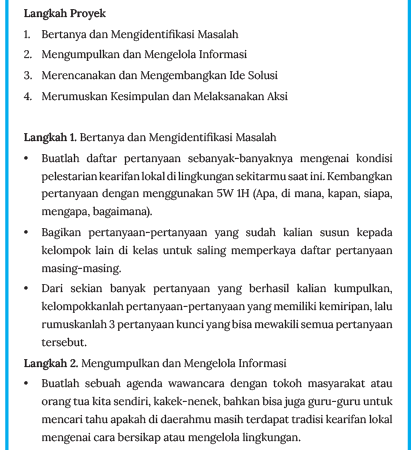 Langkah Proyek
1. Bertanya dan Mengidentifikasi Masalah
2. Mengumpulkan dan Mengelola Informasi
3. Merencanakan dan Mengembangkan Ide Solusi
4. Merumuskan Kesimpulan dan Melaksanakan Aksi
Langkah 1. Bertanya dan Mengidentifikasi Masalah
• Buatlah daftar pertanyaan sebanyak-banyaknya mengenai kondisi
pelestarian kearifan lokal di lingkungan sekitarmu saat ini. Kembangkan
pertanyaan dengan menggunakan 5W 1H (Apa, di mana, kapan, siapa,
mengapa, bagaimana).
• Bagikan pertanyaan-pertanyaan yang sudah kalian susun kepada
kelompok lain di kelas untuk saling memperkaya daftar pertanyaan
masing-masing.
• Dari sekian banyak pertanyaan yang berhasil kalian kumpulkan,
kelompokkanlah pertanyaan-pertanyaan yang memiliki kemiripan, lalu
rumuskanlah 3 pertanyaan kunci yang bisa mewakili semua pertanyaan
tersebut.
Langkah 2. Mengumpulkan dan Mengelola Informasi
• Buatlah sebuah agenda wawancara dengan tokoh masyarakat atau
orang tua kita sendiri, kakek-nenek, bahkan bisa juga guru-guru untuk
mencari tahu apakah di daerahmu masih terdapat tradisi kearifan lokal
mengenai cara bersikap atau mengelola lingkungan.